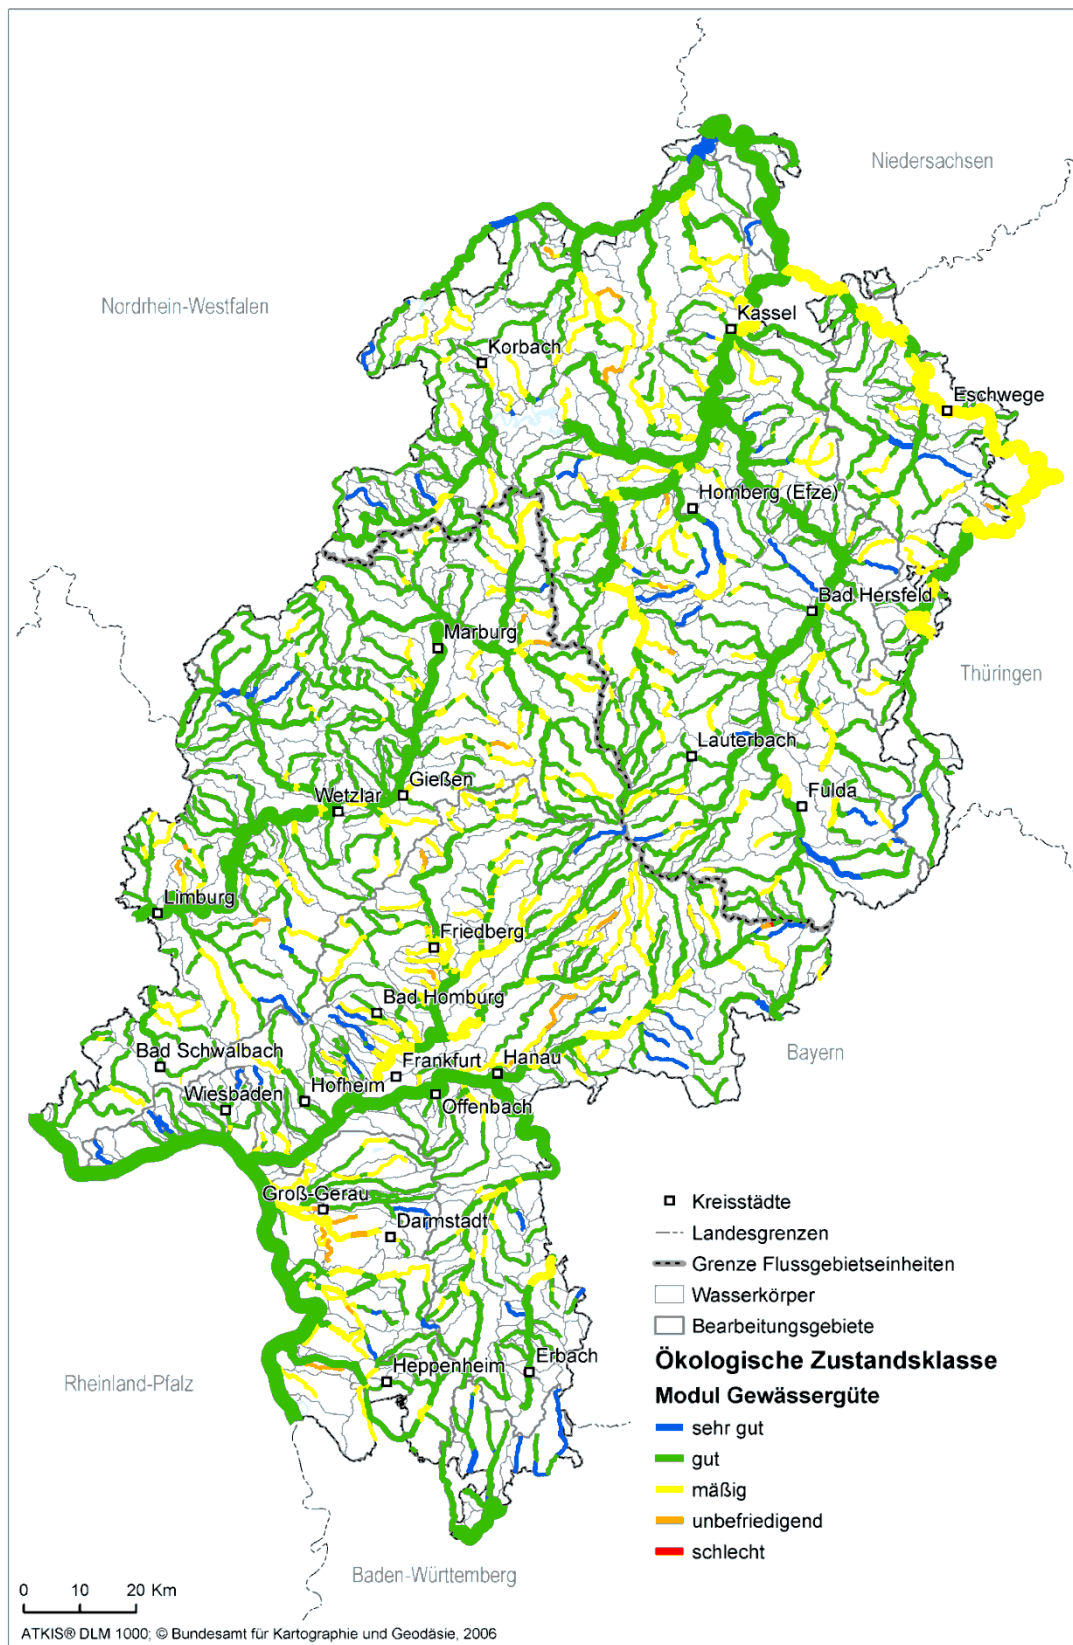 Niedersachsen
Nordrhein-Westfalen
Kassel
Korbach
Eschwege
Homberg (Efze)
Bad Hersfeld
Marburg
Thüringen
Lauterbach
Gießen
Wetzlar
Fulda
Limburg
Friedberg
Bad Homburg
Bad Schwalbach
Frankfurt
Hanau
Bayern
Hofheim
Wiesbaden
Offenbach
Groß-Gerau
Darmstadt
Heppenheim
Erbach
Rheinland-Pfalz
Baden-Württemberg
Kreisstädte
Landesgrenzen
Grenze Flussgebietseinheiten
Wasserkörper
Bearbeitungsgebiete
Ökologische Zustandsklasse
Modul Gewässergüte
sehr gut
gut
mäßig
unbefriedigend
schlecht
0 10 20 Km
ATKIS® DLM 1000; © Bundesamt für Kartographie und Geodäsie, 2006